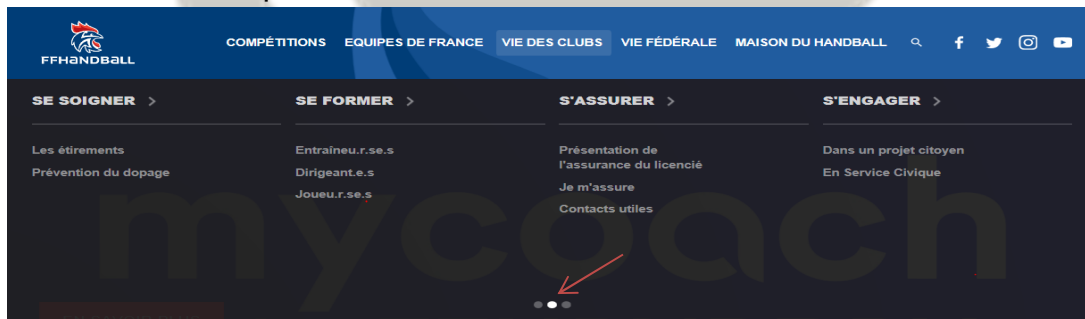 COMPÉTITIONS EQUIPES DE FRANCE VIE DES CLUBS VIE FÉDÉRALE MAISON DU HANDBALL
FFHANDBALL
SE SOIGNER >
Les étirements
Prévention du dopage
SE FORMER >
Entraîneu.r.se.s
Dirigeant.e.s
Joueu.r.se.s
S'ASSURER >
Présentation de
l'assurance du licencié
Je m'assure
Contacts utiles
S'ENGAGER >
Dans un projet citoyen
En Service Civique
mycoach